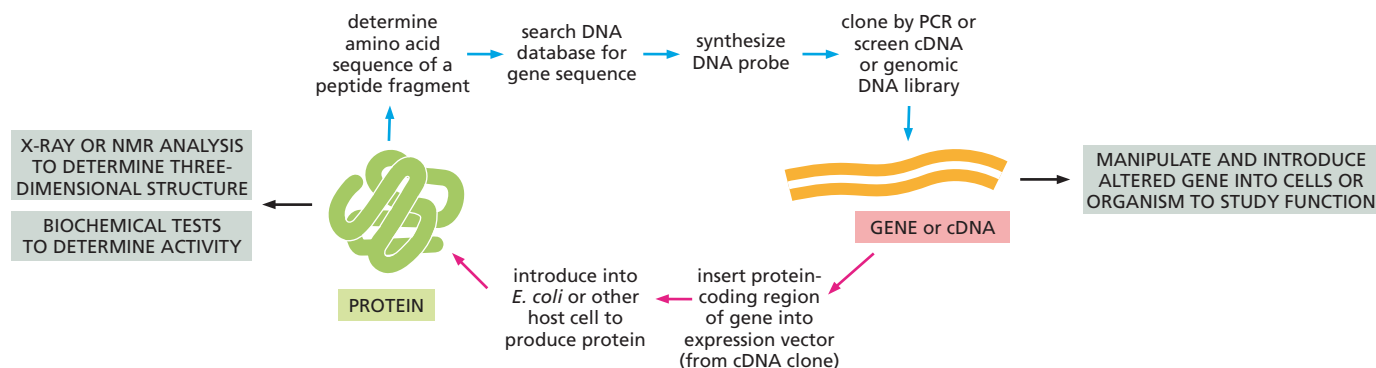 determine
amino acid
sequence of a
peptide fragment
search DNA
database for
gene sequence
synthesize
DNA probe
clone by PCR or
screen cDNA
or genomic
DNA library
X-RAY OR NMR ANALYSIS
TO DETERMINE THREE-
DIMENSIONAL STRUCTURE
BIOCHEMICAL TESTS
TO DETERMINE ACTIVITY
PROTEIN
GENE or cDNA
MANIPULATE AND INTRODUCE
ALTERED GENE INTO CELLS OR
ORGANISM TO STUDY FUNCTION
introduce into
E. coli or other
host cell to
produce protein
insert protein-
coding region
of gene into
expression vector
(from cDNA clone)